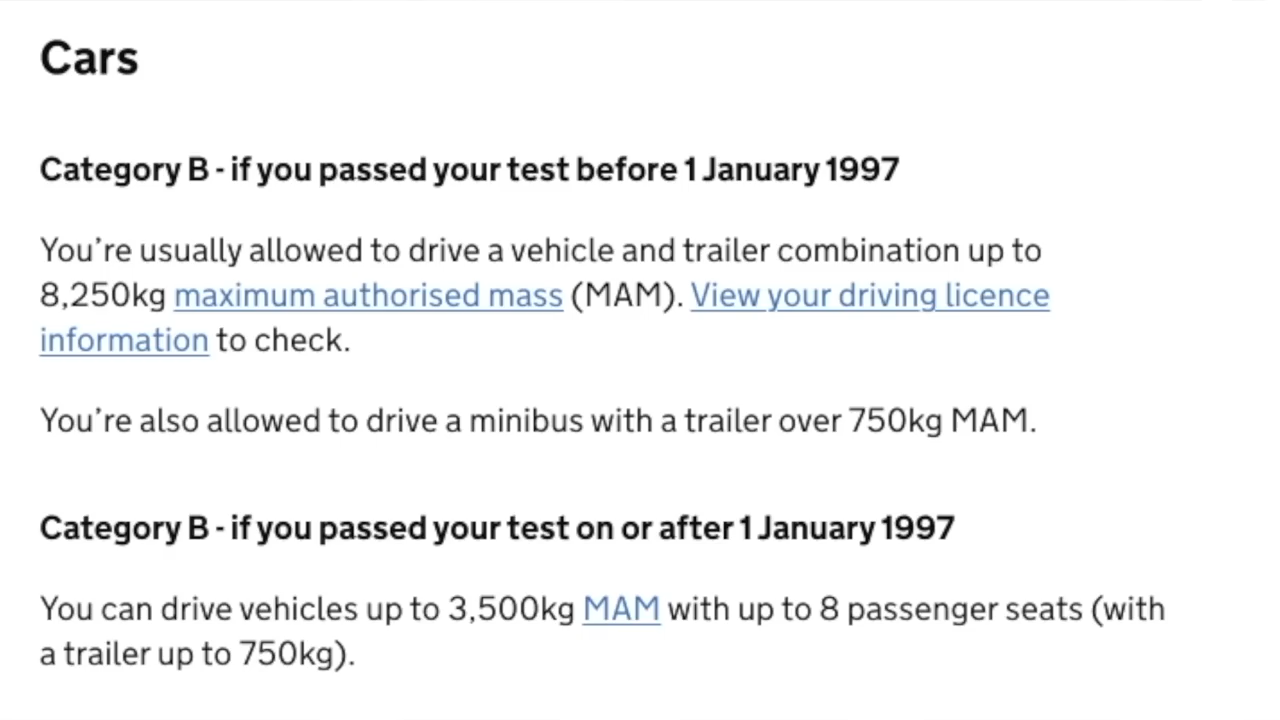 Cars
Category B - if you passed your test before 1 January 1997
You’re usually allowed to drive a vehicle and trailer combination up to
8,250kg maximum authorised mass (MAM). View your driving licence
information to check.
You’re also allowed to drive a minibus with a trailer over 750kg MAM.
Category B - if you passed your test on or after 1 January 1997
You can drive vehicles up to 3,500kg MAM with up to 8 passenger seats (with
a trailer up to 750kg).